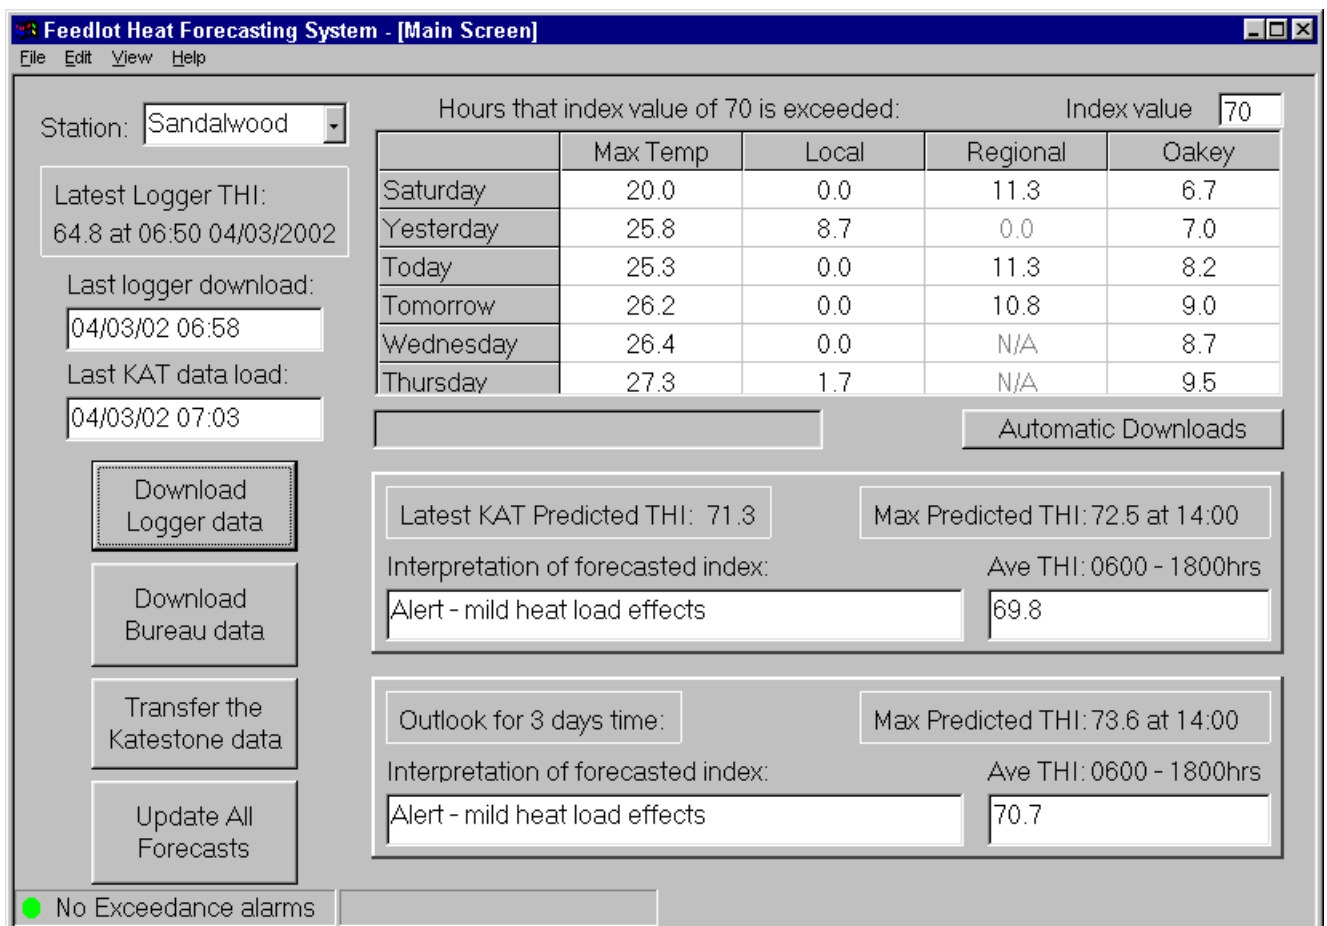 Feedlot Heat Forecasting System - [Main Screen]
File Edit View Help
Station: Sandalwood
Latest Logger THI:
64.8 at 06:50 04/03/2002
Last logger download:
04/03/02 06:58
Last KAT data load:
04/03/02 07:03
Download
Logger data
Download
Bureau data
Transfer the
Katestone data
Update All
Forecasts
Hours that index value of 70 is exceeded: Index value 70
Max Temp Local Regional Oakey
Saturday 20.0 0.0 11.3 6.7
Yesterday 25.8 8.7 0.0 7.0
Today 25.3 0.0 11.3 8.2
Tomorrow 26.2 0.0 10.8 9.0
Wednesday 26.4 0.0 N/A 8.7
Thursday 27.3 1.7 N/A 9.5
Automatic Downloads
Latest KAT Predicted THI: 71.3 Max Predicted THI: 72.5 at 14:00
Interpretation of forecasted index: Ave THI: 0600 - 1800hrs
Alert - mild heat load effects 69.8
Outlook for 3 days time: Max Predicted THI: 73.6 at 14:00
Interpretation of forecasted index: Ave THI: 0600 - 1800hrs
Alert - mild heat load effects 70.7
No Exceedance alarms